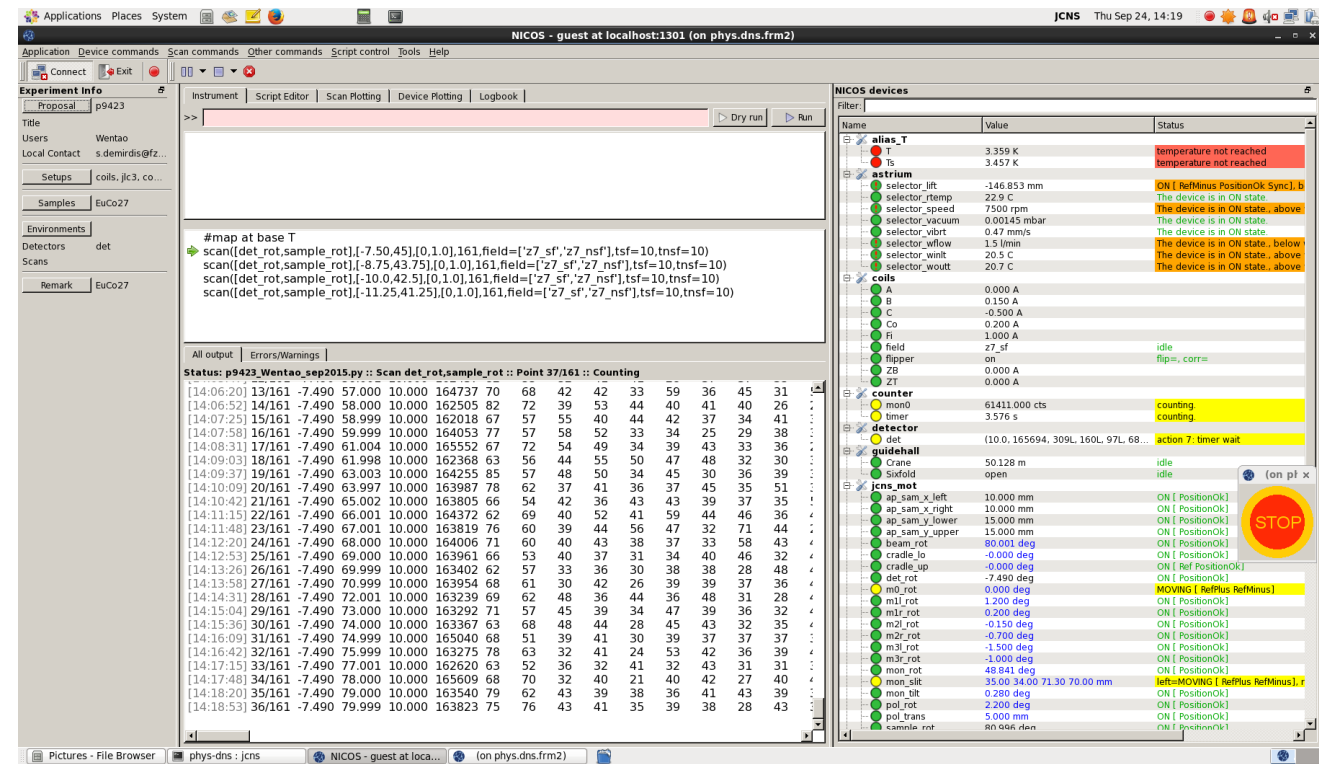 Applications Places System JCNS Thu Sep 24, 14:19
NICOS - guest at localhost:1301 (on phys.dns.frm2)
Application Device commands Scan commands Other commands Script control Tools Help
Connect Exit
Experiment Info
Proposal p9423
Title
Users Wentao
Local Contact s.demirdis@fz...
Setups coils, jlc3, co...
Samples EuCo27
Environments
Detectors det
Scans
Remark EuCo27
Instrument Script Editor Scan Plotting Device Plotting Logbook
>> Dry run Run
#map at base T
scan([det_rot,sample_rot],[-7.50,45],[0,1.0],161,field=['z7_sf','z7_nsf'],tsf=10,tnsf=10)
scan([det_rot,sample_rot],[-8.75,43.75],[0,1.0],161,field=['z7_sf','z7_nsf'],tsf=10,tnsf=10)
scan([det_rot,sample_rot],[-10.0,42.5],[0,1.0],161,field=['z7_sf','z7_nsf'],tsf=10,tnsf=10)
scan([det_rot,sample_rot],[-11.25,41.25],[0,1.0],161,field=['z7_sf','z7_nsf'],tsf=10,tnsf=10)
All output Errors/Warnings
Status: p9423_Wentao_sep2015.py :: Scan det_rot,sample_rot :: Point 37/161 :: Counting
[14:06:20] 13/161 -7.490 57.000 10.000 164737 70 68 42 42 33 59 36 45 31
[14:06:52] 14/161 -7.490 58.000 10.000 162505 82 72 39 53 44 40 41 40 26
[14:07:25] 15/161 -7.490 58.999 10.000 162018 67 57 55 40 44 42 37 34 41
[14:07:58] 16/161 -7.490 59.999 10.000 164053 77 57 58 52 33 34 25 29 38
[14:08:31] 17/161 -7.490 61.004 10.000 165552 67 72 54 49 34 39 43 33 36
[14:09:03] 18/161 -7.490 61.998 10.000 162368 63 56 44 55 50 47 48 32 30
[14:09:37] 19/161 -7.490 63.003 10.000 164255 85 57 48 50 34 45 30 36 39
[14:10:09] 20/161 -7.490 63.997 10.000 163987 78 62 37 41 36 37 45 35 51
[14:10:42] 21/161 -7.490 65.002 10.000 163805 66 54 42 36 43 43 39 37 35
[14:11:15] 22/161 -7.490 66.001 10.000 164372 62 69 40 52 41 59 44 46 36
[14:11:48] 23/161 -7.490 67.001 10.000 163819 76 60 39 44 56 47 32 71 44
[14:12:20] 24/161 -7.490 68.000 10.000 164006 71 60 40 43 38 37 33 58 43
[14:12:53] 25/161 -7.490 69.000 10.000 163961 66 53 40 37 31 34 40 46 32
[14:13:26] 26/161 -7.490 69.999 10.000 163402 62 57 33 36 30 38 38 28 48
[14:13:58] 27/161 -7.490 70.999 10.000 163954 68 61 30 42 26 39 39 37 36
[14:14:31] 28/161 -7.490 72.001 10.000 163239 69 62 48 36 44 36 48 31 28
[14:15:04] 29/161 -7.490 73.000 10.000 163292 71 57 45 39 34 47 39 36 32
[14:15:36] 30/161 -7.490 74.000 10.000 163387 63 68 48 44 28 45 43 32 35
[14:16:09] 31/161 -7.490 74.999 10.000 165040 68 51 39 41 30 39 37 37 37
[14:16:42] 32/161 -7.490 75.999 10.000 163275 78 63 32 41 24 53 42 36 39
[14:17:15] 33/161 -7.490 77.001 10.000 162620 63 52 36 32 41 32 43 31 31
[14:17:48] 34/161 -7.490 78.000 10.000 165669 68 70 32 40 21 40 42 27 40
[14:18:20] 35/161 -7.490 79.000 10.000 163540 79 62 43 39 38 36 41 43 39
[14:18:53] 36/161 -7.490 79.999 10.000 163823 75 76 43 41 35 39 38 28 43
NICOS devices
Filter:
Name Value Status
alias_T
T 3.359 K temperature not reached
Ts 3.457 K temperature not reached
astrium
selector_lift -146.853 mm ON [ RefMinus PositionOk Sync], b
selector_rtemp 22.9 C The device is in ON state.
selector_speed 7500 rpm The device is in ON state., above
selector_vacuum 0.00145 mbar The device is in ON state.
selector_vibrt 0.47 mm/s The device is in ON state.
selector_wflow 1.5 l/min The device is in ON state., below
selector_winlt 20.5 C The device is in ON state., above
selector_woutt 20.7 C The device is in ON state., above
coils
A 0.000 A
B 0.150 A
C -0.500 A
Co 0.200 A
Fi 1.000 A
field z7_sf idle
flipper on flip=, corr=
ZB 0.000 A
ZT 0.000 A
counter
mon0 61411.000 cts counting.
timer 3.576 s counting.
detector
det (10.0, 165694, 309L, 160L, 97L, 68... action 7: timer wait
guidehall
Crane 50.128 m idle
Sixfold open idle
jcns_mot
ap_sam_x_left 10.000 mm ON [ PositionOk]
ap_sam_x_right 10.000 mm ON [ PositionOk]
ap_sam_y_lower 15.000 mm ON [ PositionOk]
ap_sam_y_upper 15.000 mm ON [ PositionOk]
beam_rot 80.001 deg ON [ PositionOk]
cradle_lo -0.000 deg ON [ PositionOk]
cradle_up -0.000 deg ON [ Ref PositionOk]
det_rot -7.490 deg ON [ PositionOk]
m0_rot 0.000 deg MOVING [ RefPlus RefMinus]
m1l_rot 1.200 deg ON [ PositionOk]
m1r_rot 0.200 deg ON [ PositionOk]
m2l_rot -0.150 deg ON [ PositionOk]
m2r_rot -0.700 deg ON [ PositionOk]
m3l_rot -1.500 deg ON [ PositionOk]
m3r_rot -1.000 deg ON [ PositionOk]
mon_rot 48.841 deg ON [ PositionOk]
mon_slit 35.00 34.00 71.30 70.00 mm left=MOVING [ RefPlus RefMinus], r
mon_tilt 0.280 deg ON [ PositionOk]
pol_rot 2.200 deg ON [ PositionOk]
pol_trans 5.000 mm ON [ PositionOk]
sample_rot 80.996 deg ON [ PositionOk]
(on ph
STOP
Pictures - File Browser phys-dns : jcns NICOS - guest at loca... (on phys.dns.frm2)